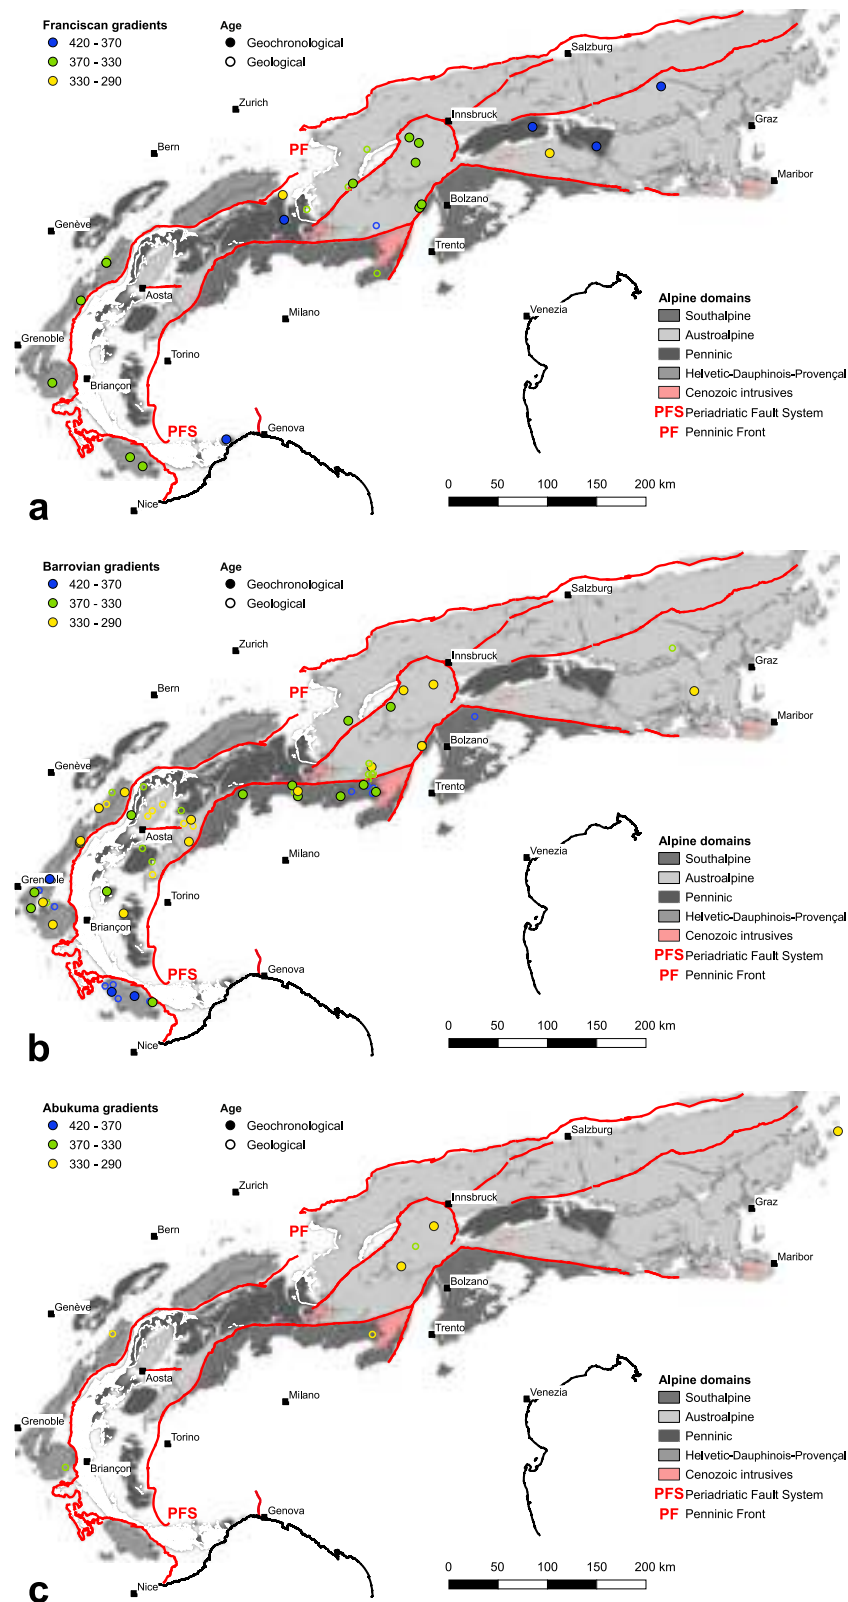 Franciscan gradients
420 - 370
370 - 330
330 - 290
Age
Geochronological
Geological
Salzburg
Zurich
Innsbruck
Graz
Bern
PF
Maribor
Bolzano
Genève
Trento
Aosta
Milano
Venezia
Grenoble
Torino
Briançon
PFS
Genova
Nice
Alpine domains
Southalpine
Austroalpine
Penninic
Helvetic-Dauphinois-Provençal
Cenozoic intrusives
PFS Periadriatic Fault System
PF Penninic Front
0 50 100 150 200 km
a
Barrovian gradients
420 - 370
370 - 330
330 - 290
Age
Geochronological
Geological
Salzburg
Zurich
Innsbruck
Graz
Bern
PF
Maribor
Bolzano
Genève
Trento
Aosta
Milano
Venezia
Grenoble
Torino
Briançon
PFS
Genova
Nice
Alpine domains
Southalpine
Austroalpine
Penninic
Helvetic-Dauphinois-Provençal
Cenozoic intrusives
PFS Periadriatic Fault System
PF Penninic Front
0 50 100 150 200 km
b
Abukuma gradients
420 - 370
370 - 330
330 - 290
Age
Geochronological
Geological
Salzburg
Zurich
Innsbruck
Graz
Bern
PF
Maribor
Bolzano
Genève
Trento
Aosta
Milano
Venezia
Grenoble
Torino
Briançon
PFS
Genova
Nice
Alpine domains
Southalpine
Austroalpine
Penninic
Helvetic-Dauphinois-Provençal
Cenozoic intrusives
PFS Periadriatic Fault System
PF Penninic Front
0 50 100 150 200 km
c